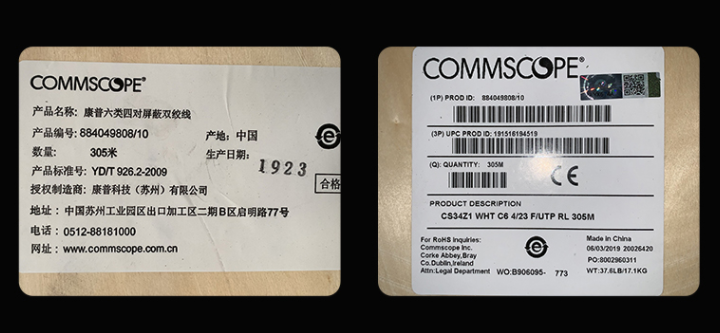 COMMSCOPE®
产品名称: 康普六类四对屏蔽双绞线
产品编号: 884049808/10
产地: 中国
数量: 305米
生产日期:
1923
产品标准号: YD/T 926.2-2009
合格
授权制造商: 康普科技（苏州）有限公司
地址: 中国苏州工业园区出口加工区二期B区启明路77号
电话: 0512-88181000
网址: www.commscope.com.cn
COMMSCOPE®
(1P) PROD ID: 884049808/10
(3P) UPC PROD ID: 191516194519
(Q): QUANTITY: 305M
CE
PRODUCT DESCRIPTION
CS34Z1 WHT C6 4/23 F/UTP RL 305M
For RoHS Inquiries:
Commscope Inc.
Corke Abbey,Bray
Co.Dublin,Ireland
Attn:Legal Department
WO:B906095- 773
Made in China
06/03/2019 20026420
PO:8002960311
WT:37.6LB/17.1KG